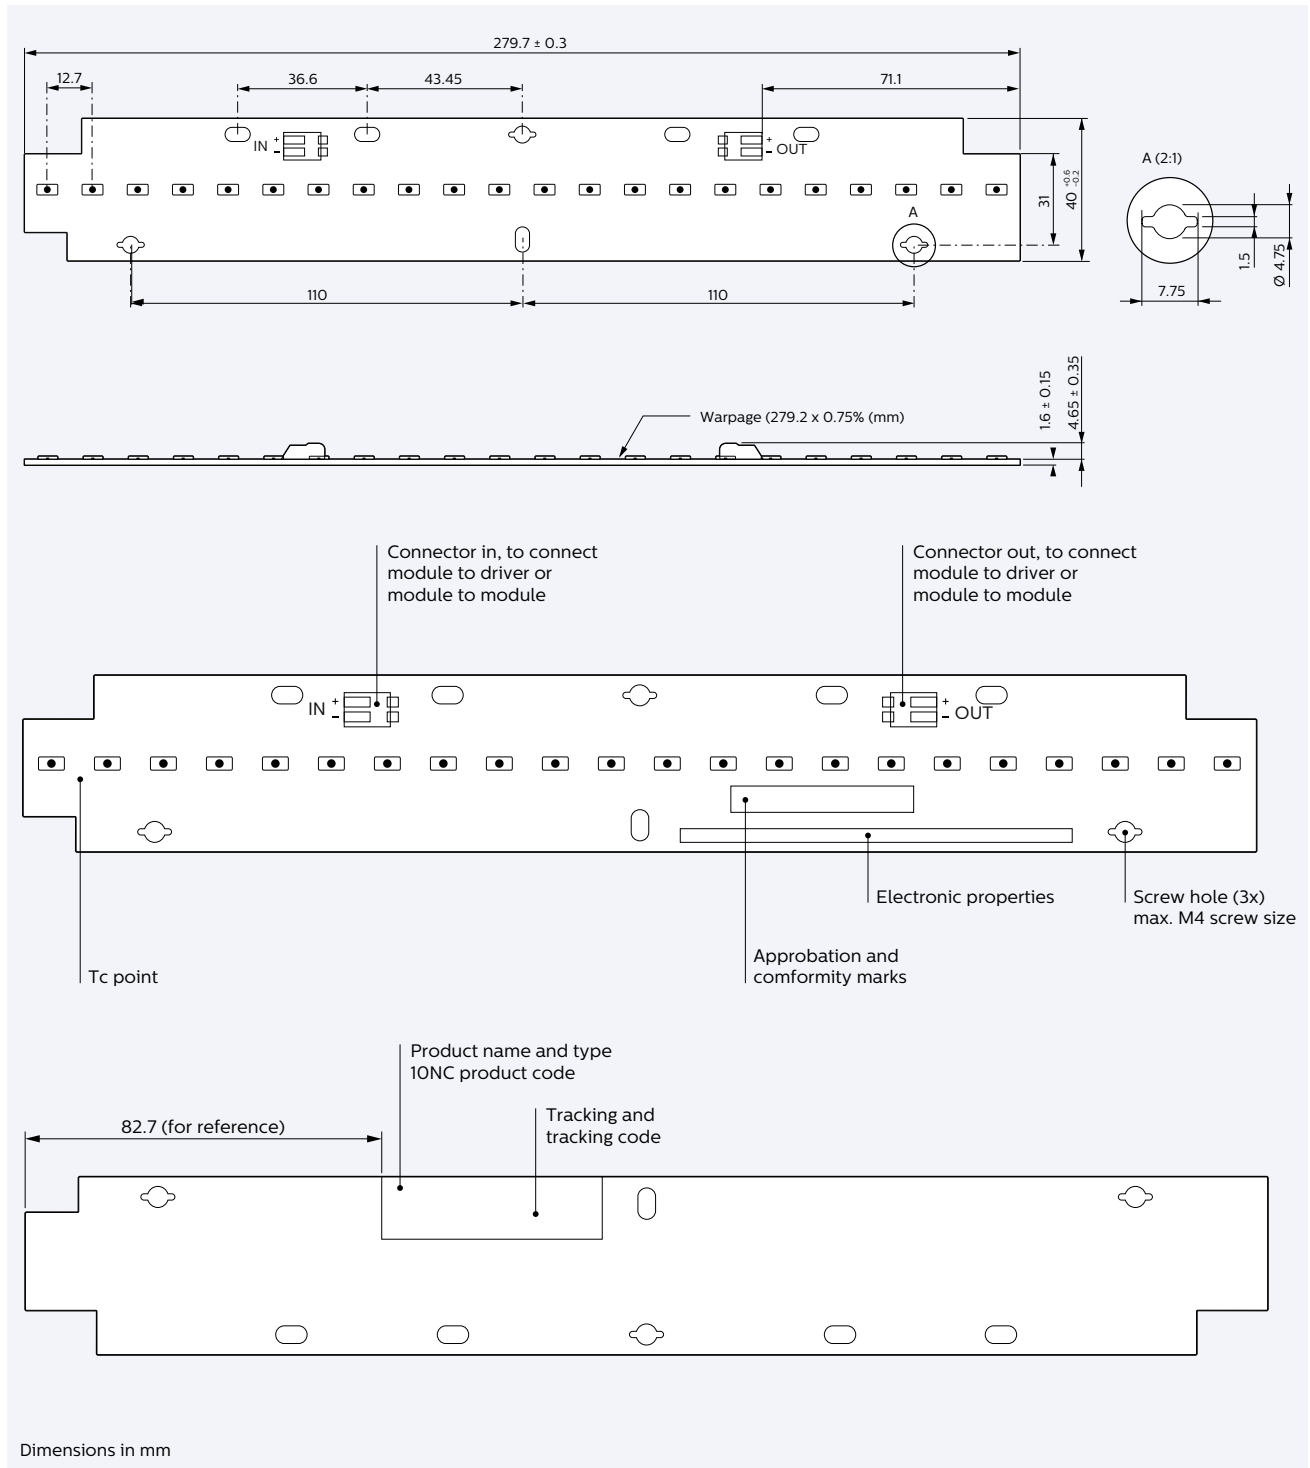 279.7 ± 0.3
12.7
36.6
43.45
71.1
IN
+
-
+
-
OUT
A
31
40 +0.6 -0.2
110
110
A (2:1)
1.5
Ø 4.75
7.75
Warpage (279.2 x 0.75% (mm)
1.6 ± 0.15
4.65 ± 0.35
Connector in, to connect
module to driver or
module to module
Connector out, to connect
module to driver or
module to module
IN
+
-
+
-
OUT
Electronic properties
Screw hole (3x)
max. M4 screw size
Approbation and
comformity marks
Tc point
Product name and type
10NC product code
Tracking and
tracking code
82.7 (for reference)
Dimensions in mm